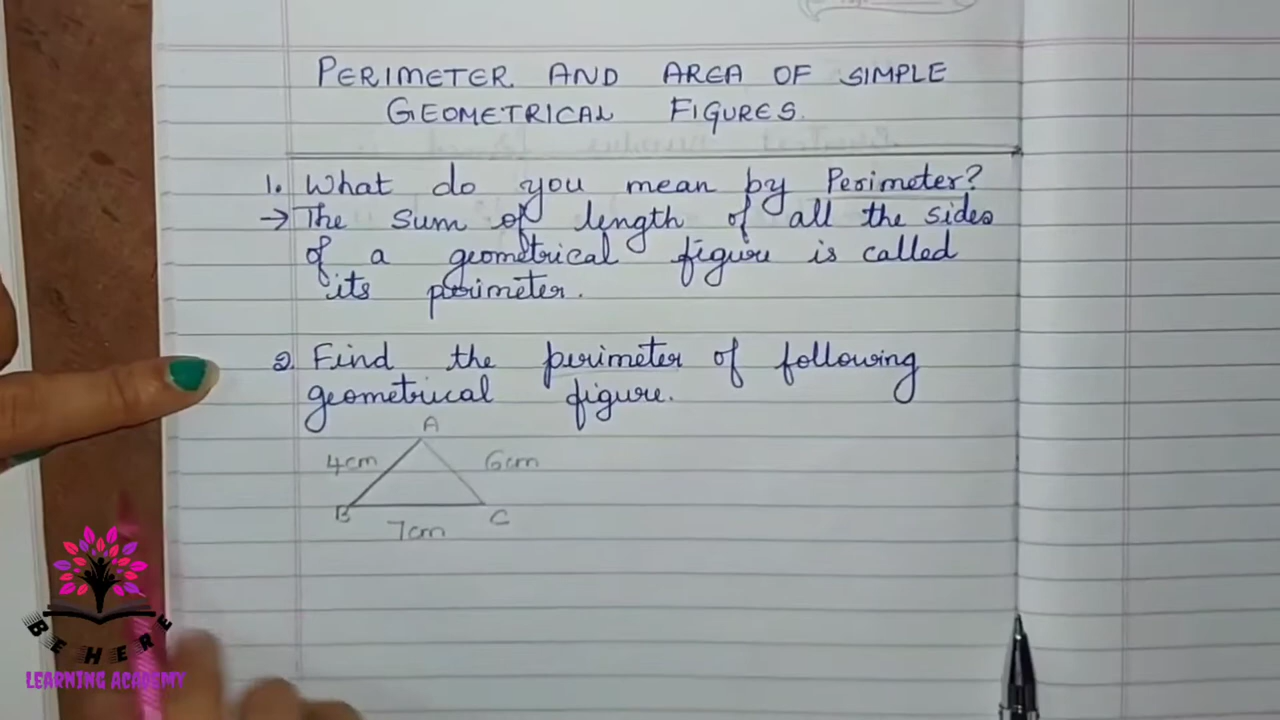 PERIMETER AND AREA OF SIMPLE
GEOMETRICAL FIGURES.
1. What do you mean by Perimeter?
→ The sum of length of all the sides
of a geometrical figure is called
its perimeter.
2. Find the perimeter of following
geometrical figure.
A
4cm 6cm
B C
7cm
BE HERE
LEARNING ACADEMY